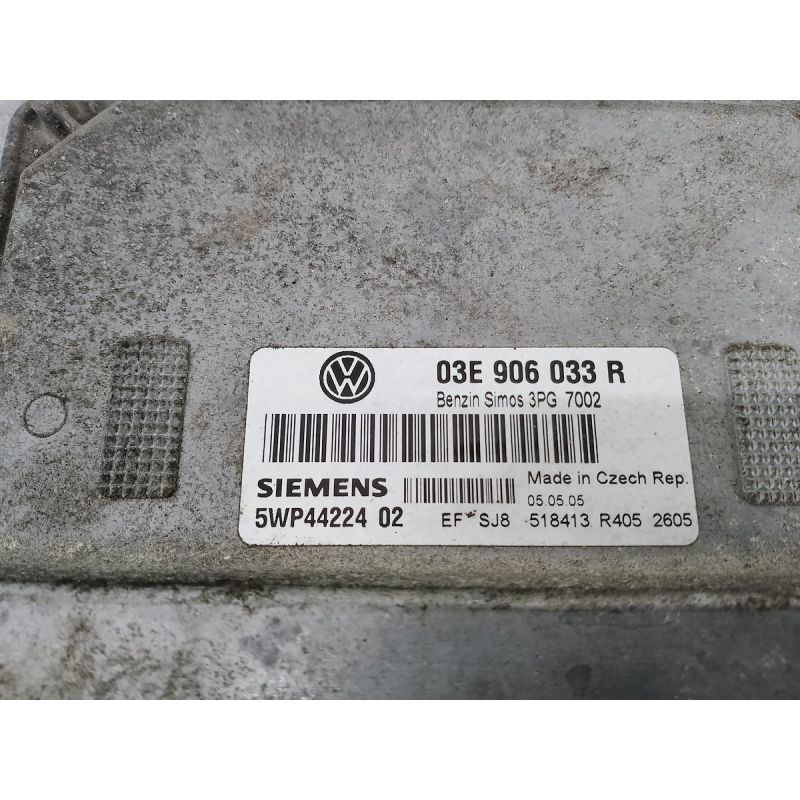 VW
03E 906 033 R
Benzin Simos 3PG 7002
SIEMENS
Made in Czech Rep.
05.05.05
5WP44224 02
EF SJ8 518413 R405 2605